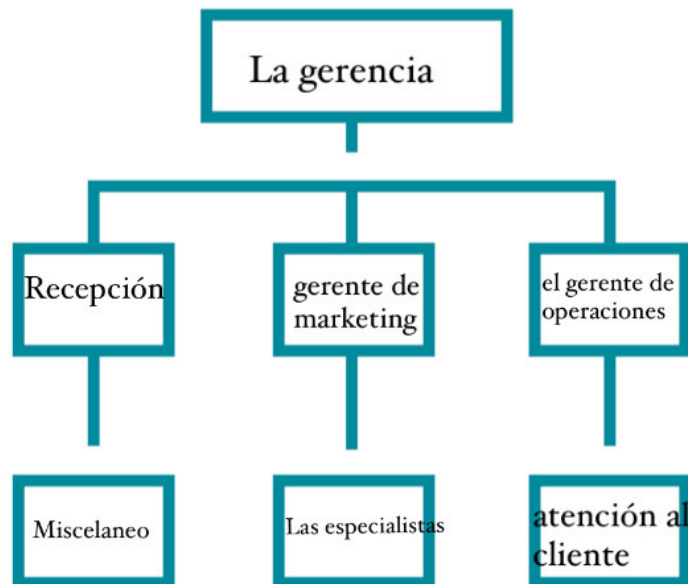 La gerencia
Recepción
gerente de
marketing
el gerente de
operaciones
Miscelaneo
Las especialistas
atención al
cliente